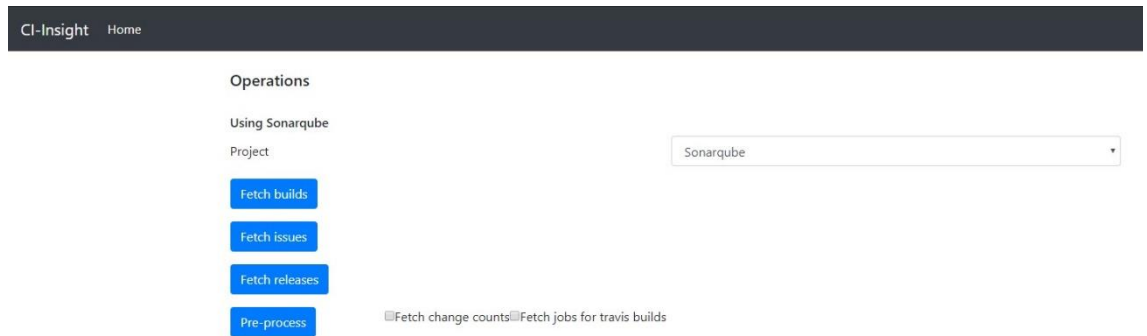 CI-Insight Home
Operations
Using Sonarqube
Project Sonarqube
Fetch builds
Fetch issues
Fetch releases
Pre-process Fetch change counts Fetch jobs for travis builds